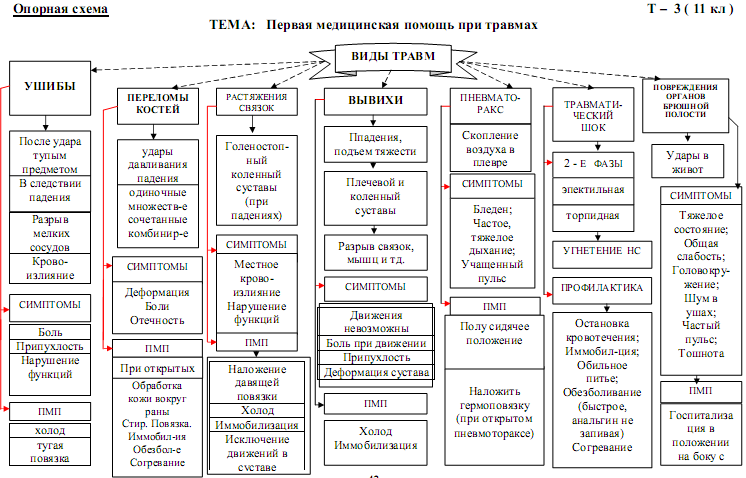 Опорная схема
Т – 3 ( 11 кл )
ТЕМА: Первая медицинская помощь при травмах
ВИДЫ ТРАВМ
УШИБЫ
После удара
тупым
предметом
В следствии
падения
Разрыв
мелких
сосудов
Крово-
излияние
СИМПТОМЫ
Боль
Припухлость
Нарушение
функций
ПМП
холод
тугая
повязка
ПЕРЕЛОМЫ
КОСТЕЙ
удары
давливания
падения
одиночные
множеств-е
сочетанные
комбинир-е
СИМПТОМЫ
Деформация
Боли
Отечность
ПМП
При открытых
Обработка
кожи вокруг
раны
Стир. Повязка.
Иммобил-ия
Обезбол-е
Согревание
РАСТЯЖЕНИЯ
СВЯЗОК
Голеностоп-
ный
коленный
суставы
(при
падениях)
СИМПТОМЫ
Местное
крово-
излияние
Нарушение
функций
ПМП
Наложение
давящей
повязки
Холод
Иммобилизация
Исключение
движений в
суставе
ВЫВИХИ
Ппадения,
подъем тяжести
Плечевой и
коленный
суставы
Разрыв связок,
мышц и тд.
СИМПТОМЫ
Движения
невозможны
Боль при движении
Припухлость
Деформация сустава
ПМП
Холод
Иммобилизация
ПНЕВМАТО-
РАКС
Скопление
воздуха в
плевре
СИМПТОМЫ
Бледен;
Частое,
тяжелое
дыхание;
Учащенный
пульс
ПМП
Полу сидячее
положение
Наложить
гермоповязку
(при открытом
пневмотораксе)
ТРАВМАТИ-
ЧЕСКИЙ
ШОК
2 - Е ФАЗЫ
эпектильная
торпидная
УГНЕТЕНИЕ НС
ПРОФИЛАКТИКА
Остановка
кровотечения;
Иммобил-ция;
Обильное
питье;
Обезболивание
(быстрое,
анальгин не
запивая)
Согревание
ПОВРЕЖДЕНИЯ
ОРГАНОВ
БРЮШНОЙ
ПОЛОСТИ
Удары в
живот
СИМПТОМЫ
Тяжелое
состояние;
Общая
слабость;
Головокру-
жение;
Шум в
ушах;
Частый
пульс;
Тошнота
ПМП
Госпитализа
ция в
положении
на боку с